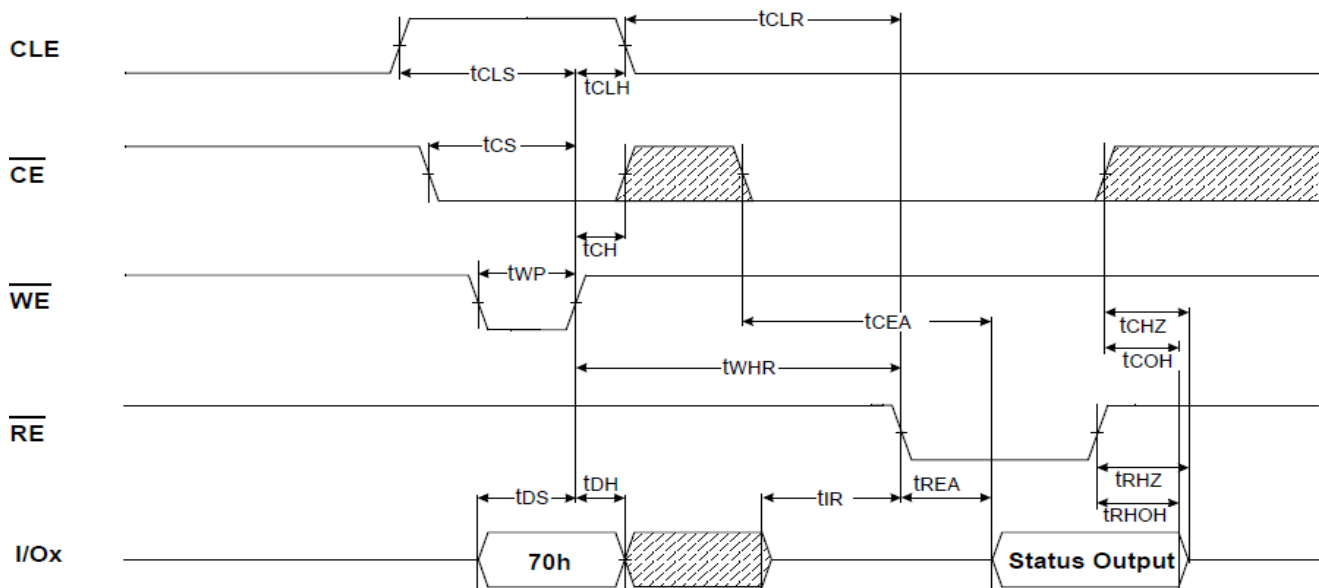 tCLR
CLE
tCLS
tCLH
tCS
CE
tCH
tWP
WE
tCEA
tCHZ
tCOH
tWHR
RE
tDS
tDH
tIR
tREA
tRHZ
tRHOH
I/Ox
70h
Status Output